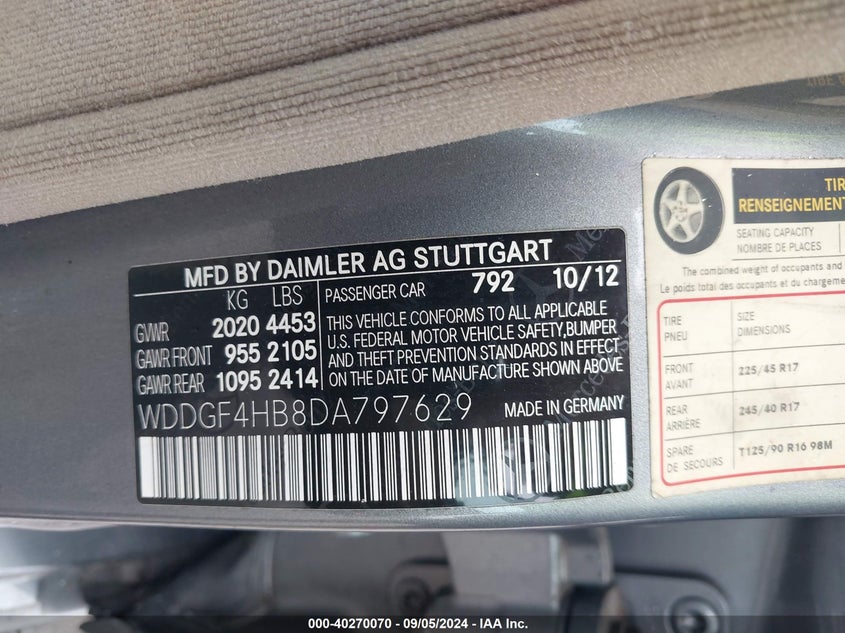 MFD BY DAIMLER AG STUTTGART
KG LBS
PASSENGER CAR 792 10/12
GVWR 2020 4453
GAWR FRONT 955 2105
GAWR REAR 1095 2414
THIS VEHICLE CONFORMS TO ALL APPLICABLE
U.S. FEDERAL MOTOR VEHICLE SAFETY,BUMPER
AND THEFT PREVENTION STANDARDS IN EFFECT
ON THE DATE OF MANUFACTURE SHOWN ABOVE
WDDGF4HB8DA797629 MADE IN GERMANY
RENSEIGNEMENT
SEATING CAPACITY
NOMBRE DE PLACES
The combined weight of occupants and
Le poids total des occupants et du
TIRE SIZE
PNEU DIMENSIONS
FRONT
AVANT
225/45 R17
REAR
ARRIÈRE
245/40 R17
SPARE
DE SECOURS
T125/90 R16 98M
000-40270070 - 09/05/2024 - IAA Inc.